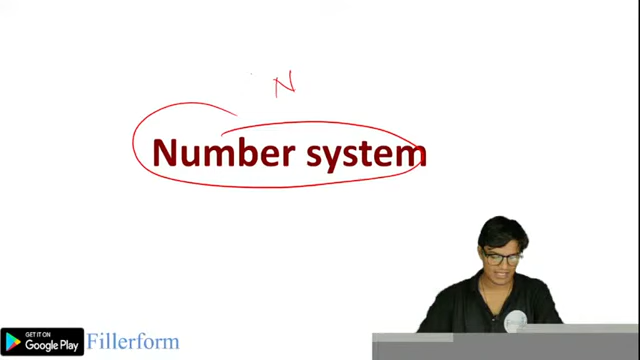 N
Number system
GET IT ON
Google Play
Fillerform